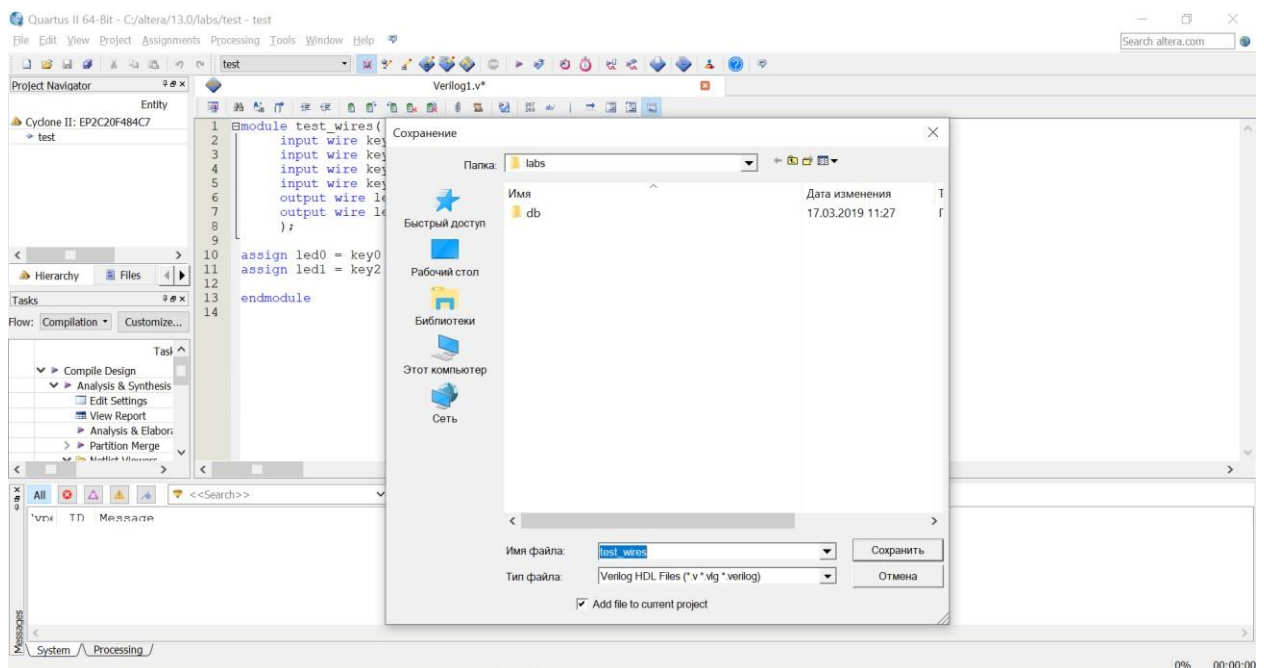 Quartus II 64-Bit - C:/altera/13.0/labs/test - test
File Edit View Project Assignments Processing Tools Window Help
Search altera.com
test
Project Navigator
Verilog1.v*
Entity
Cyclone II: EP2C20F484C7
test
Hierarchy
Files
Tasks
Flow: Compilation
Customize...
Task
Compile Design
Analysis & Synthesis
Edit Settings
View Report
Analysis & Elabora
Partition Merge
Netlist Viewers
1 module test_wires(
2 input wire key
3 input wire key
4 input wire key
5 input wire key
6 output wire le
7 output wire le
8 );
9
10 assign led0 = key0
11 assign led1 = key2
12
13 endmodule
14
Сохранение
Папка: labs
Быстрый доступ
Рабочий стол
Библиотеки
Этот компьютер
Сеть
Имя Дата изменения Т
db 17.03.2019 11:27
Имя файла: test_wires Сохранить
Тип файла: Verilog HDL Files (*.v *.vlg *.verilog) Отмена
Add file to current project
All <<Search>>
Type ID Message
Messages
System Processing
0% 00:00:00